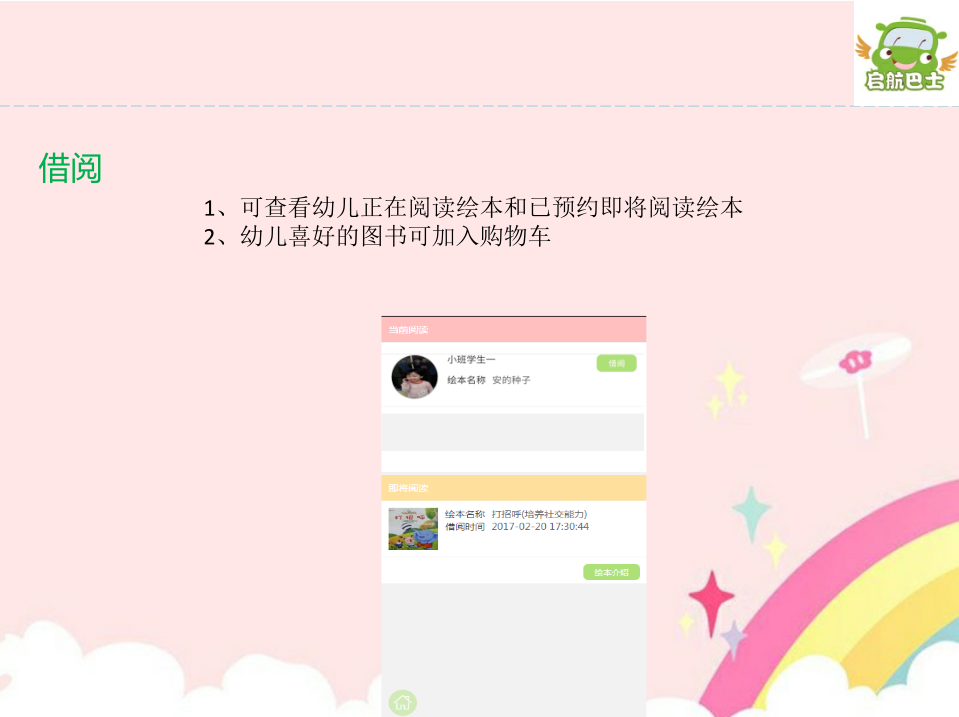 启航巴士
借阅
1、可查看幼儿正在阅读绘本和已预约即将阅读绘本
2、幼儿喜好的图书可加入购物车
当前阅读
小班学生一
借阅
绘本名称 安的种子
即将阅读
打招呼
绘本名称 打招呼(培养社交能力)
借阅时间 2017-02-20 17:30:44
绘本介绍